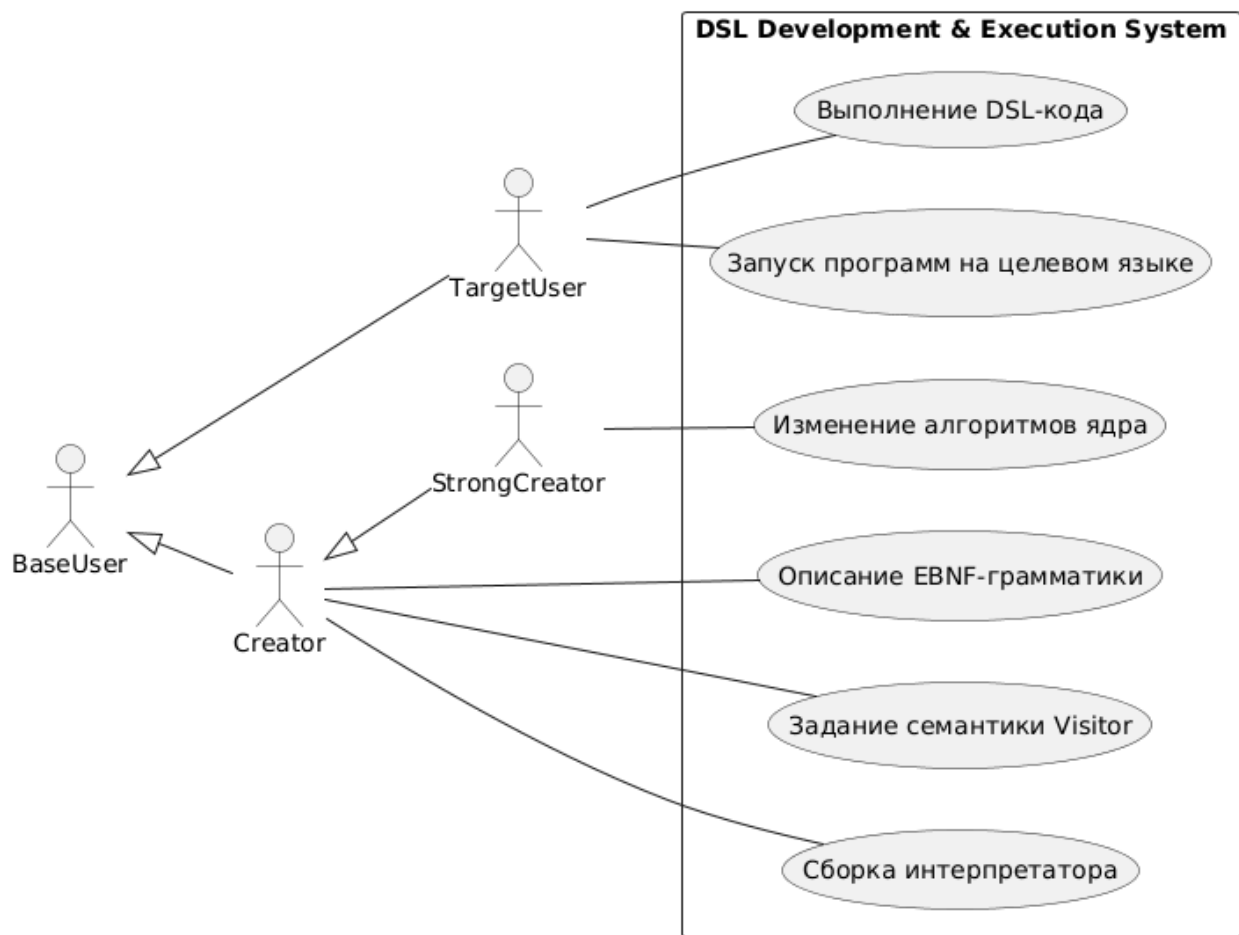 DSL Development & Execution System
Выполнение DSL-кода
TargetUser
Запуск программ на целевом языке
StrongCreator
Изменение алгоритмов ядра
BaseUser
Creator
Описание EBNF-грамматики
Задание семантики Visitor
Сборка интерпретатора